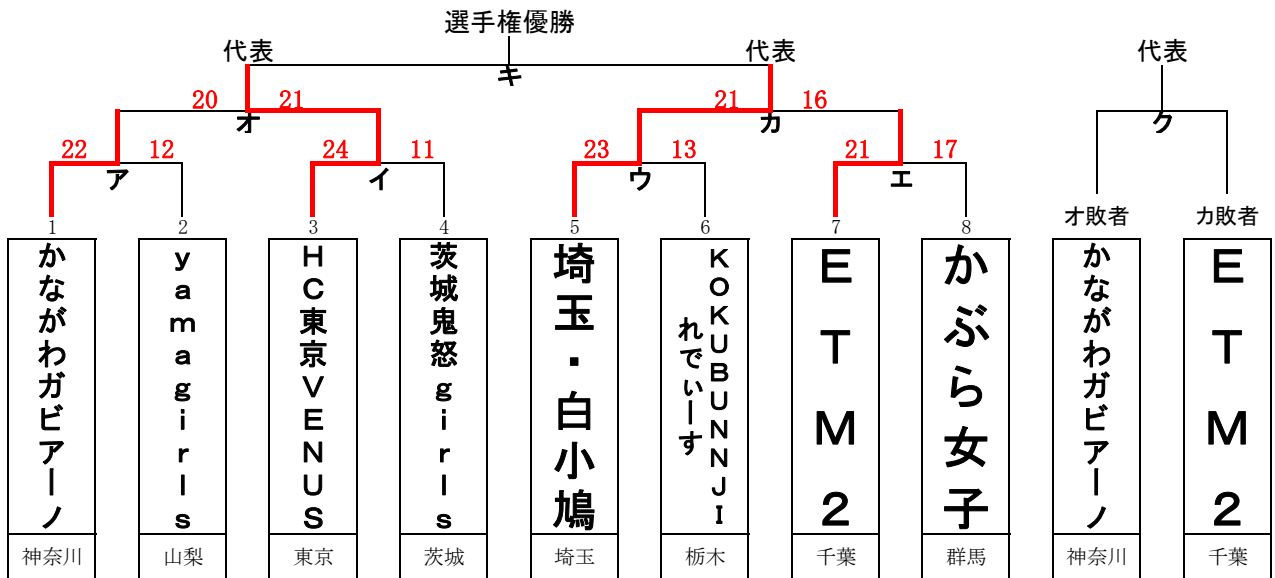 選手権優勝
代表
代表
代表
キ
20
21
21
16
オ
カ
ク
22
12
24
11
23
13
21
17
ア
イ
ウ
エ
オ敗者
カ敗者
1
2
3
4
5
6
7
8
かながわガビアーノ
yamagirls
HC東京VENUS
茨城鬼怒girls
埼玉・白小鳩
KOKUBUNNJI
れでぃーす
ETM2
かぶら女子
かながわガビアーノ
ETM2
神奈川
山梨
東京
茨城
埼玉
栃木
千葉
群馬
神奈川
千葉